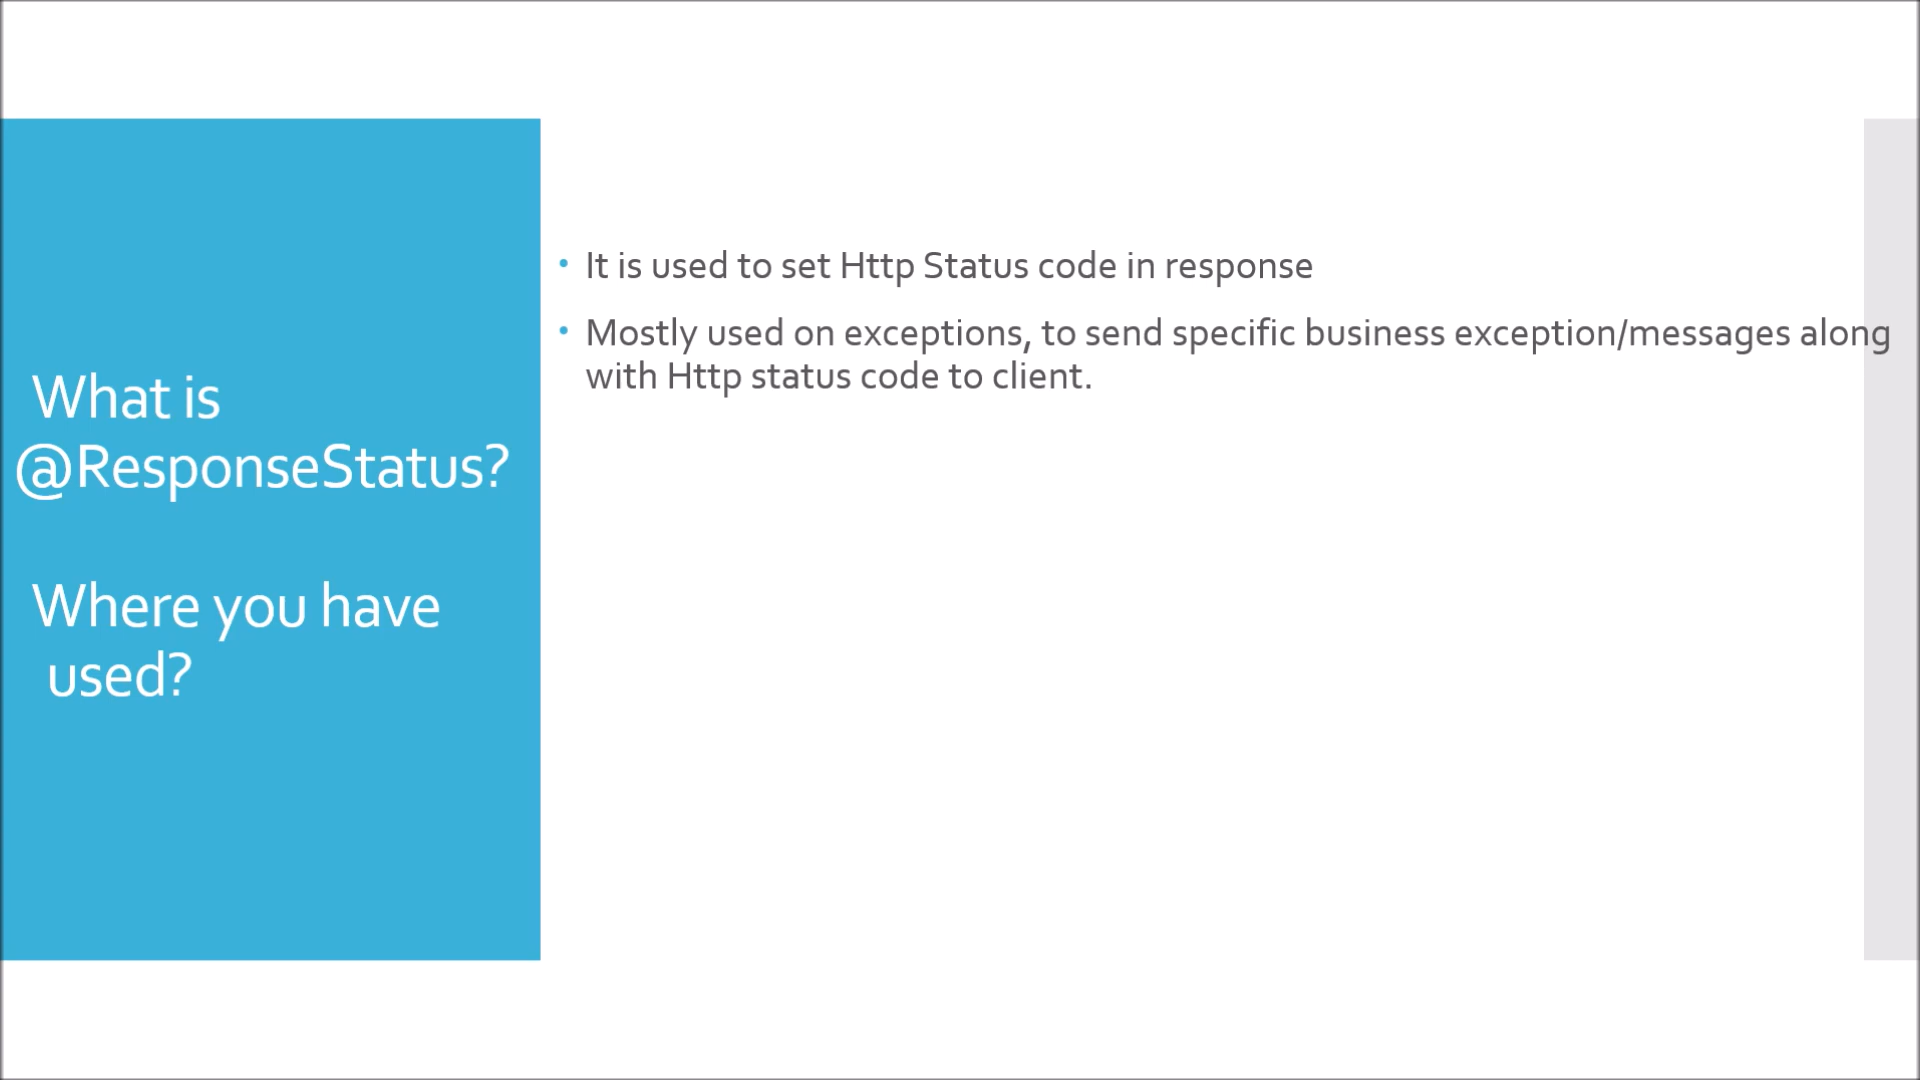 What is
@ResponseStatus?
Where you have
used?
• It is used to set Http Status code in response
• Mostly used on exceptions, to send specific business exception/messages along
with Http status code to client.